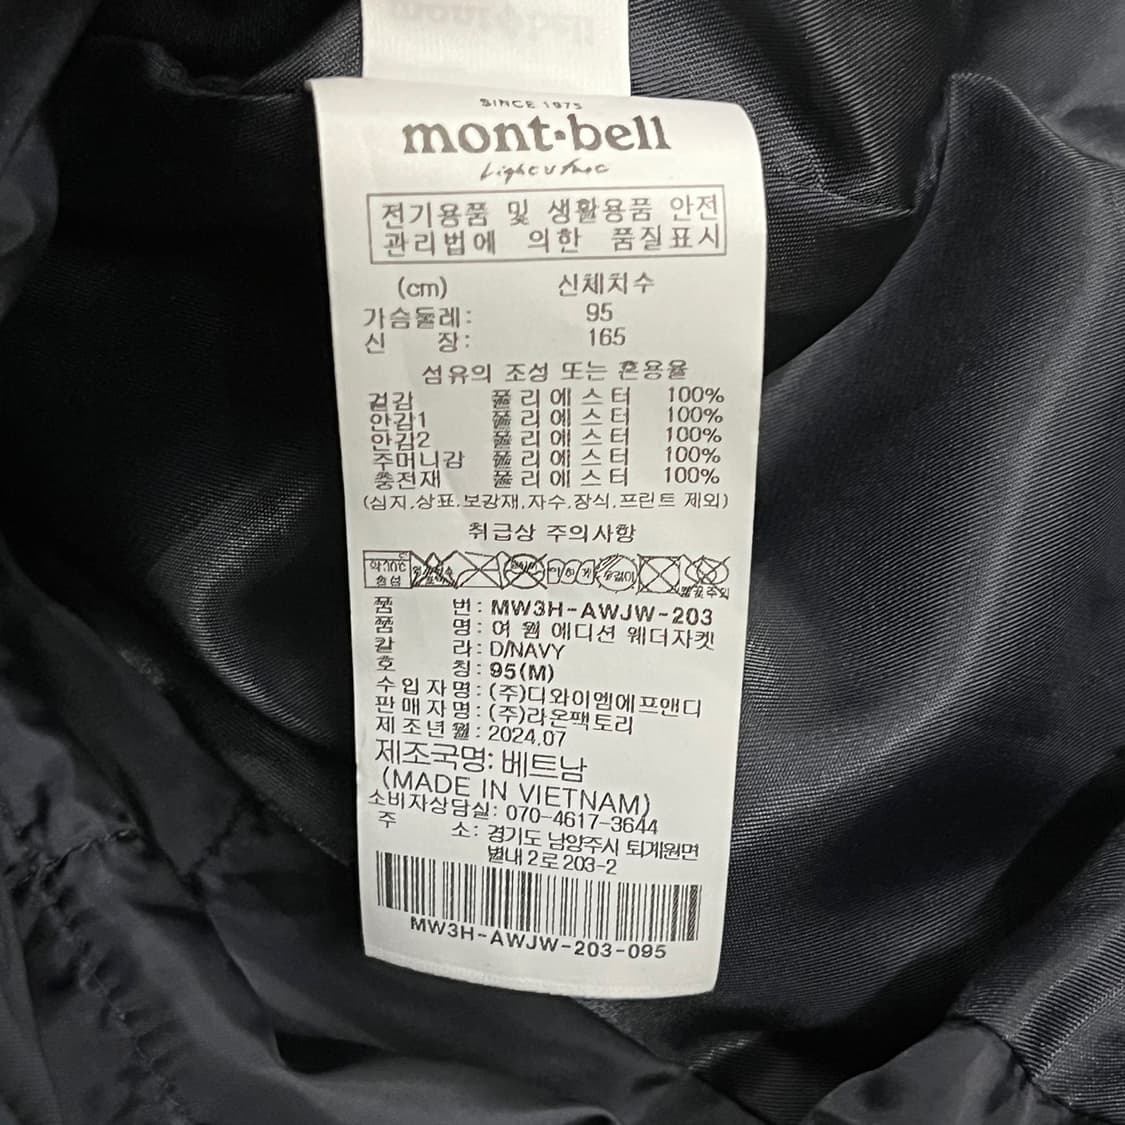 mont bell
SINCE 1975
mont·bell
전기용품 및 생활용품 안전
관리법에 의한 품질표시
(cm) 신체치수
가슴둘레: 95
신 장: 165
섬유의 조성 또는 혼용율
겉감 폴리에스터 100%
안감1 폴리에스터 100%
안감2 폴리에스터 100%
주머니감 폴리에스터 100%
충전재 폴리에스터 100%
(심지,상표,보강재,자수,장식,프린트 제외)
취급상 주의사항
품 번: MW3H-AWJW-203
품 명: 여 웜 에디션 웨더자켓
칼 라: D/NAVY
호 칭: 95(M)
수입자명: (주)디와이엠에프앤디
판매자명: (주)라온팩토리
제조년월: 2024.07
제조국명: 베트남
(MADE IN VIETNAM)
소비자상담실: 070-4617-3644
주 소: 경기도 남양주시 퇴계원면
별내2로 203-2
MW3H-AWJW-203-095